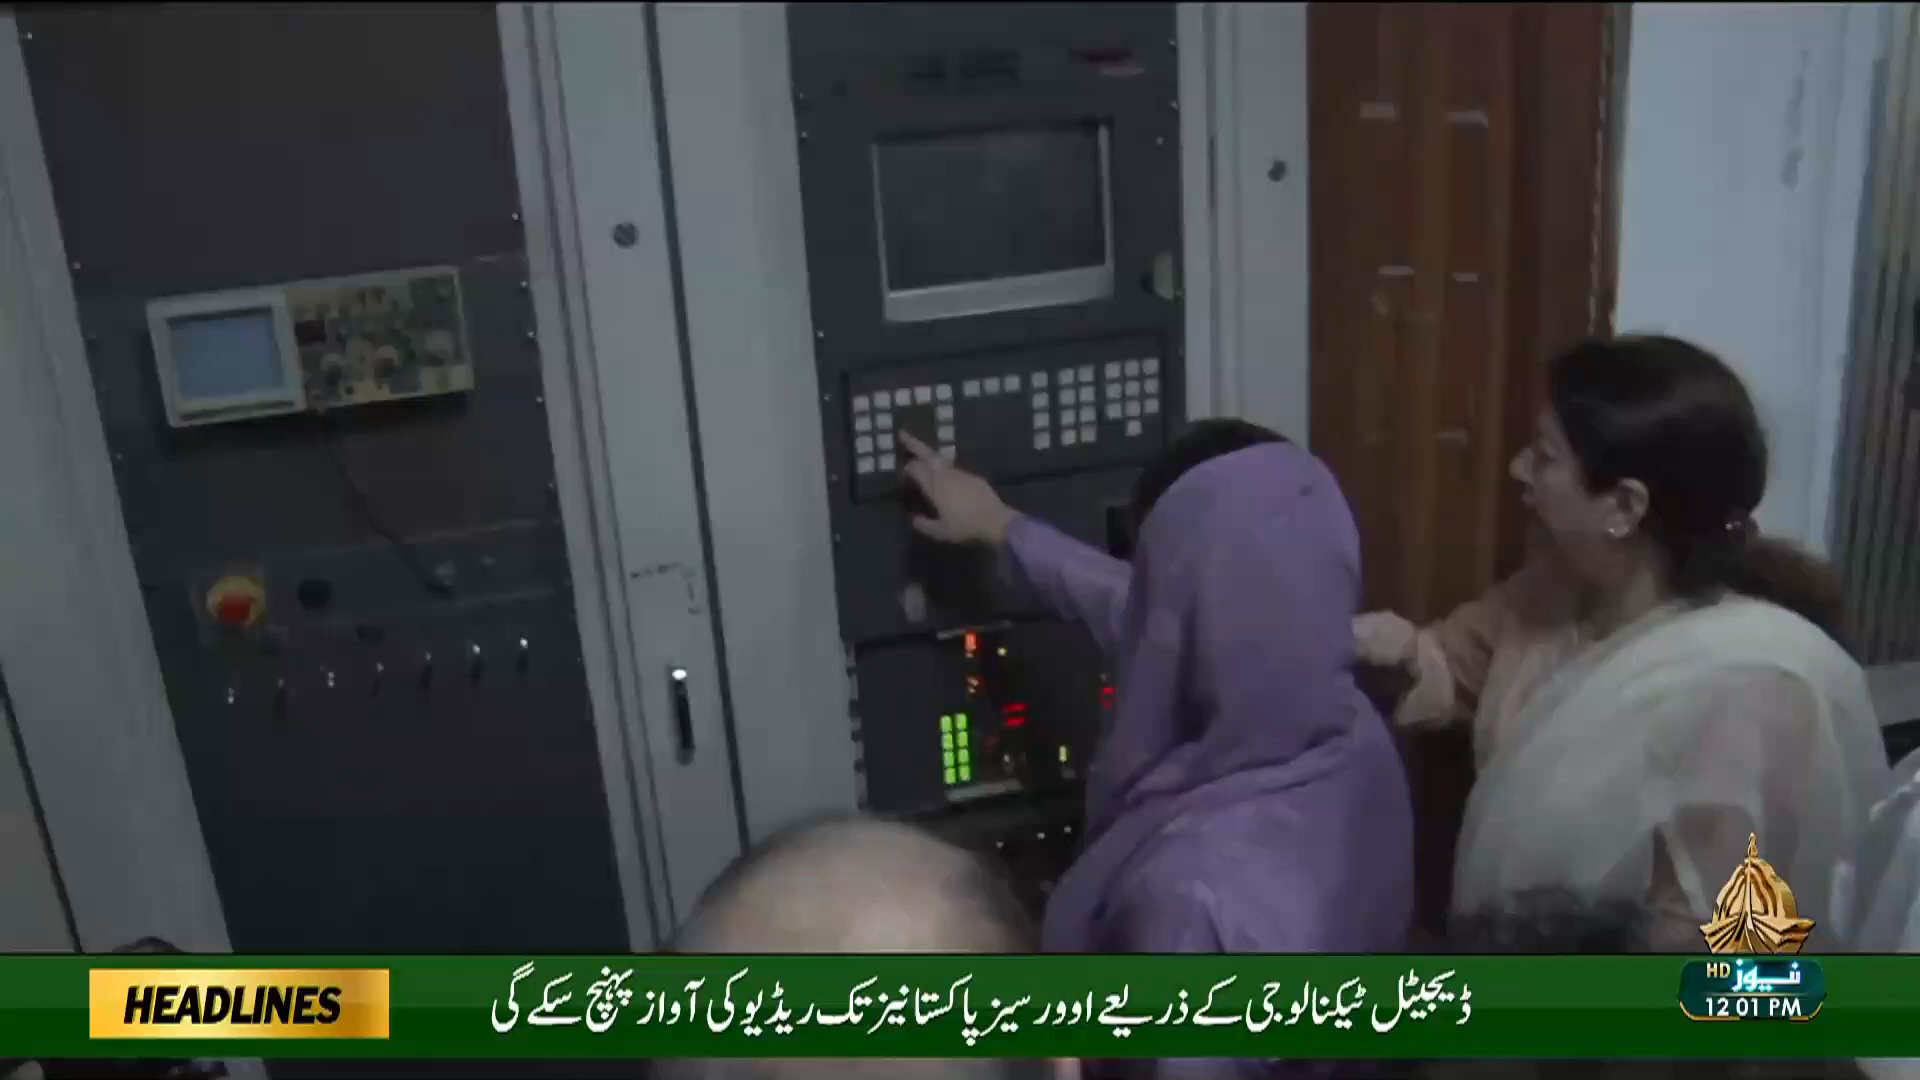 HEADLINES
ڈیجیٹل ٹیکنالوجی کے ذریعے اوورسیز پاکستانیز تک ریڈیو کی آواز پہنچ سکے گی
نیوز HD
12 01 PM